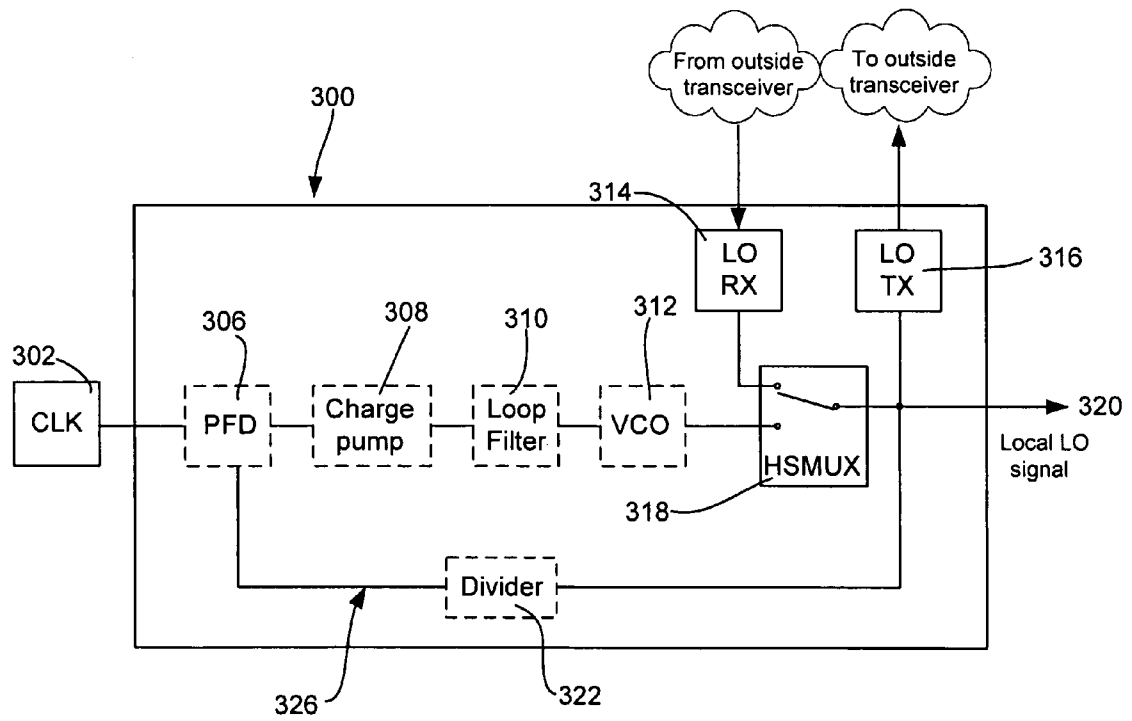 From outside
transceiver
To outside
transceiver
300
314
LO
RX
LO
TX
316
302
CLK
306
PFD
308
Charge
pump
310
Loop
Filter
312
VCO
HSMUX
318
320
Local LO
signal
Divider
322
326